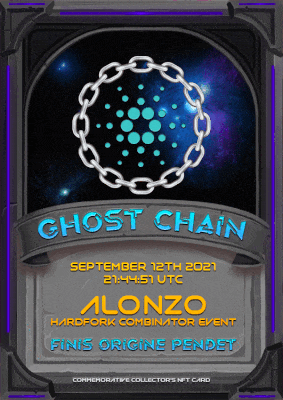 GHOST CHAIN
SEPTEMBER 12TH 2021
21:44:51 UTC
ALONZO
HARDFORK COMBINATOR EVENT
FINIS ORIGINE PENDET
COMMEMORATIVE COLLECTOR'S NFT CARD